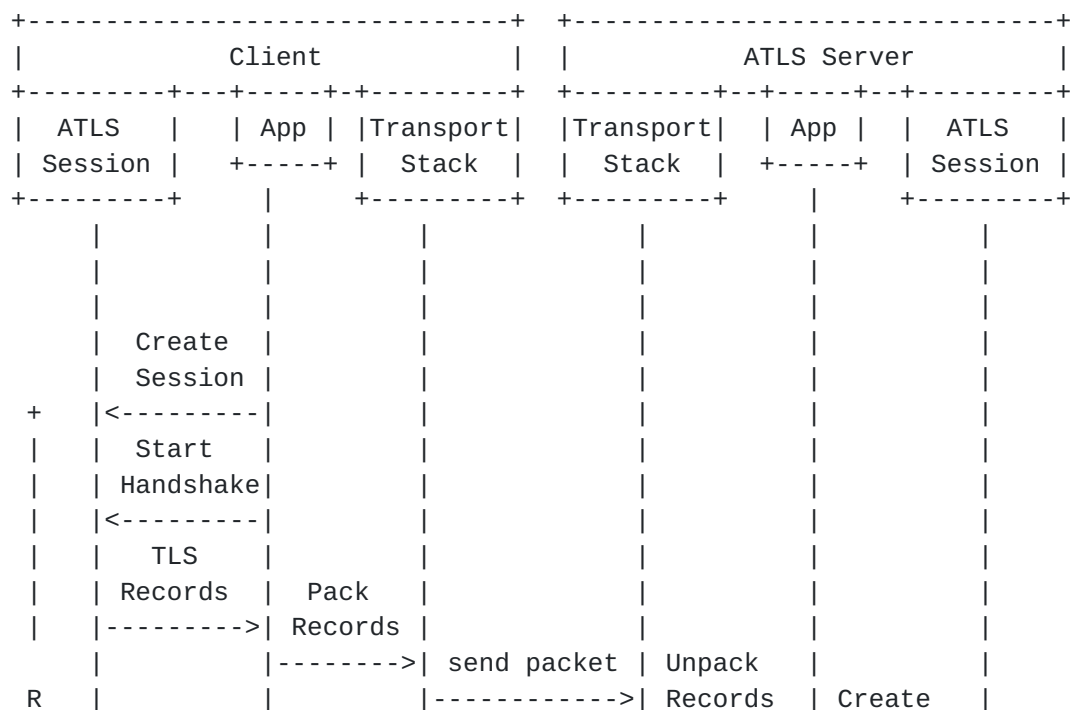 +-------------------------------+  +--------------------------------+
|             Client            |  |           ATLS Server          |
+---------+---+-----+-+---------+  +---------+--+-----+--+---------+
|  ATLS   |   | App | |Transport|  |Transport|  | App |  |  ATLS   |
| Session |   +-----+ |  Stack  |  |  Stack  |  +-----+  | Session |
+---------+     |     +---------+  +---------+     |     +---------+
     |          |         |             |          |          |
     |          |         |             |          |          |
     |          |         |             |          |          |
     |  Create  |         |             |          |          |
     |  Session |         |             |          |          |
 +   |<---------|         |             |          |          |
 |   |  Start   |         |             |          |          |
 |   | Handshake|         |             |          |          |
 |   |<---------|         |             |          |          |
 |   |   TLS    |         |             |          |          |
 |   | Records  |  Pack   |             |          |          |
 |   |--------->| Records |             |          |          |
     |          |-------->| send packet | Unpack   |          |
 R   |          |         |------------>| Records  | Create   |